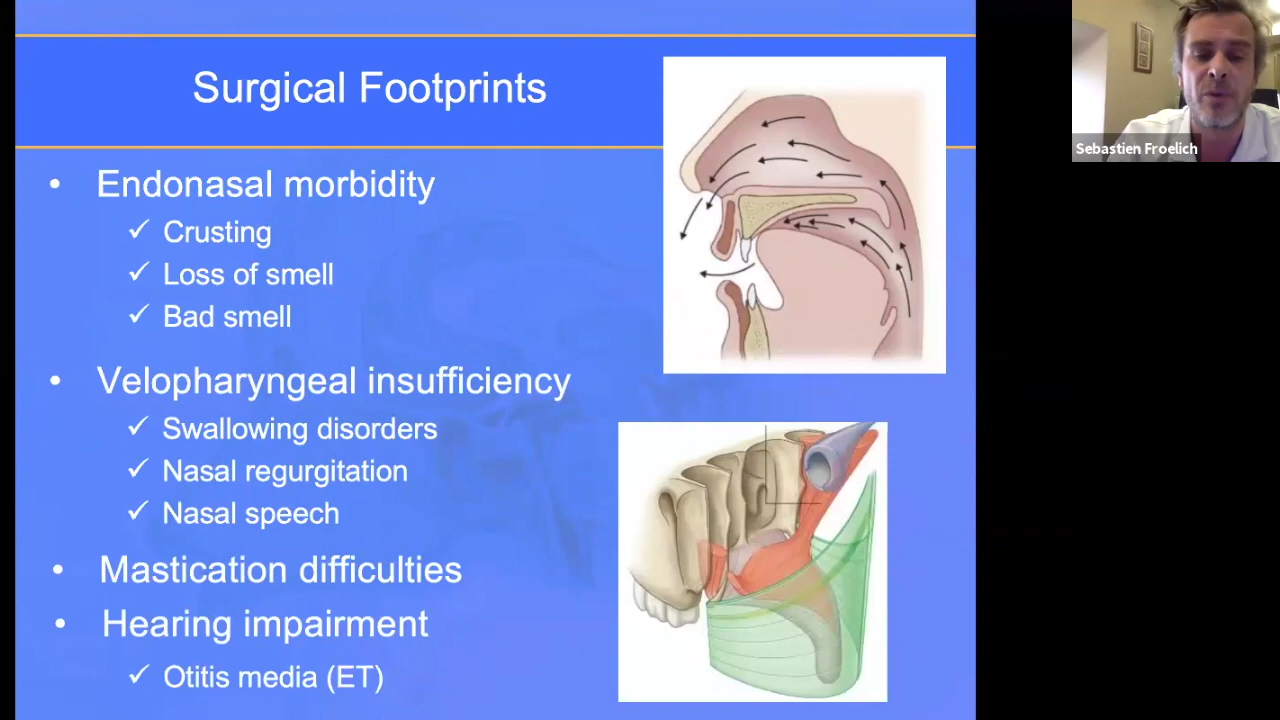 Surgical Footprints
• Endonasal morbidity
✓ Crusting
✓ Loss of smell
✓ Bad smell
• Velopharyngeal insufficiency
✓ Swallowing disorders
✓ Nasal regurgitation
✓ Nasal speech
• Mastication difficulties
• Hearing impairment
✓ Otitis media (ET)
Sebastien Froelich